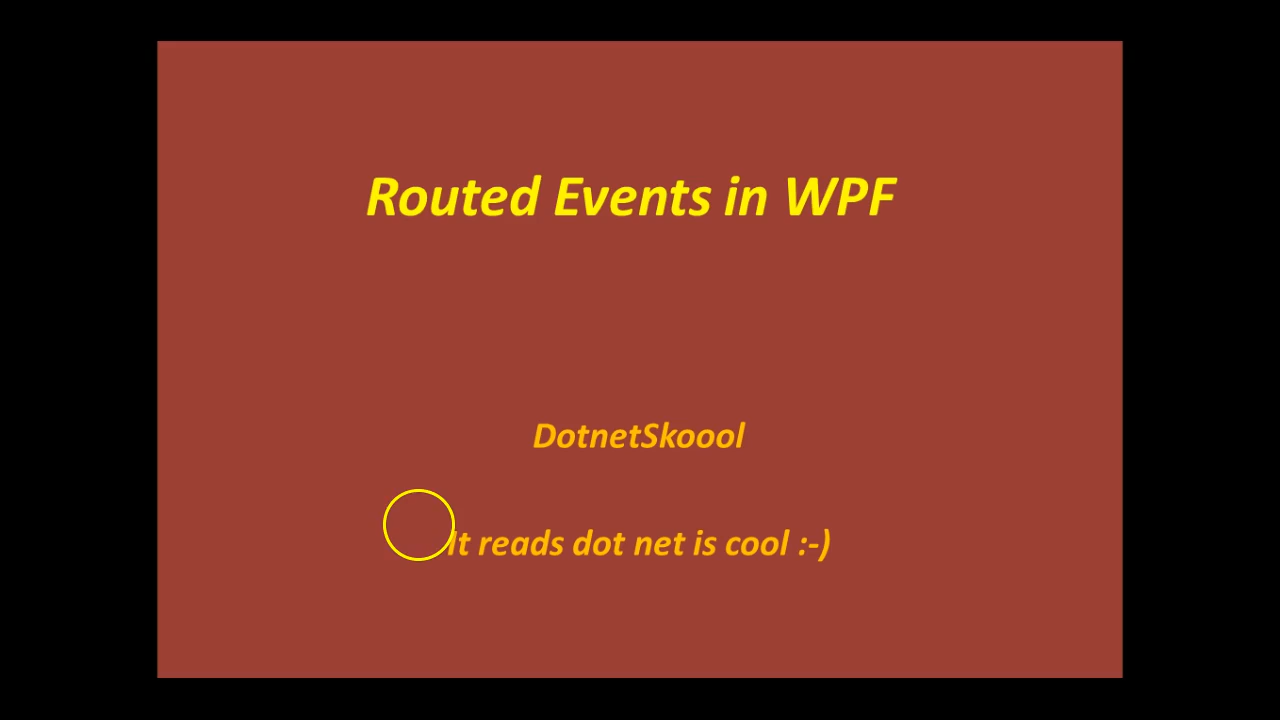 Routed Events in WPF
DotnetSkoool
It reads dot net is cool :-)